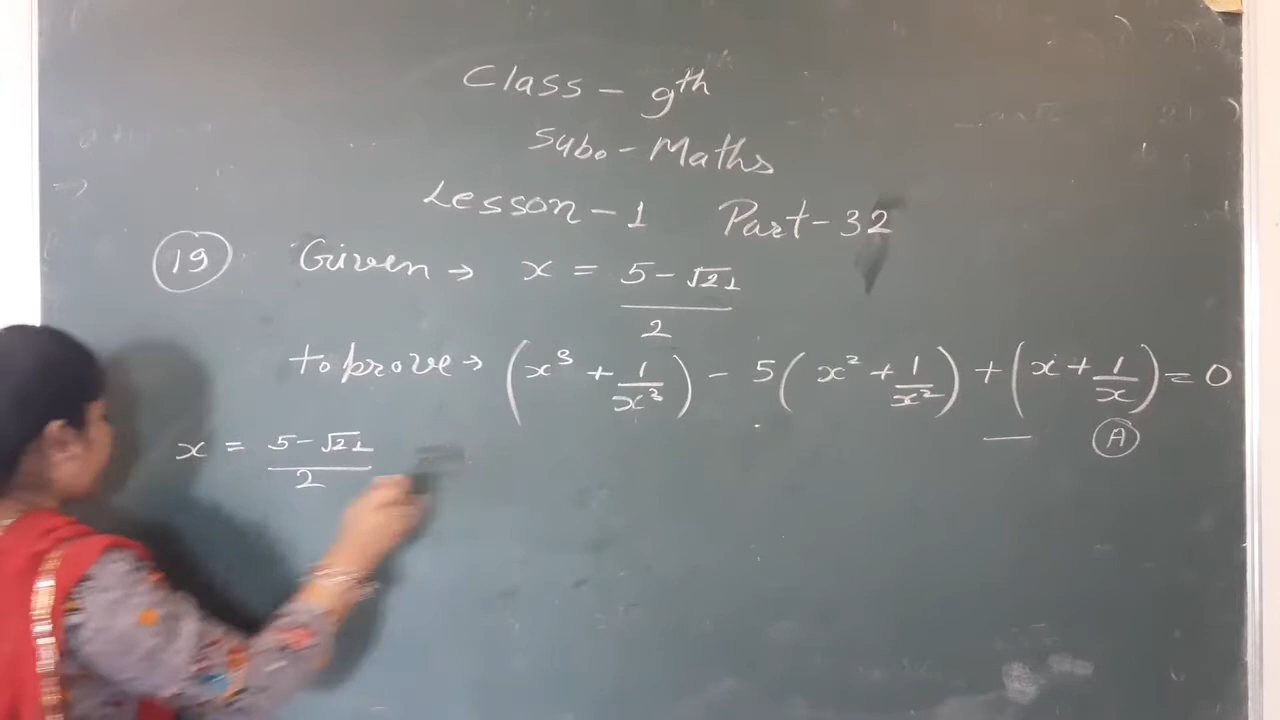 Class - 9th
Sub. - Maths
Lesson - 1 Part - 32
19 Given → x = (5 - √21)/2
to prove → (x³ + 1/x³) - 5(x² + 1/x²) + (x + 1/x) = 0
— A
x = (5 - √21)/2